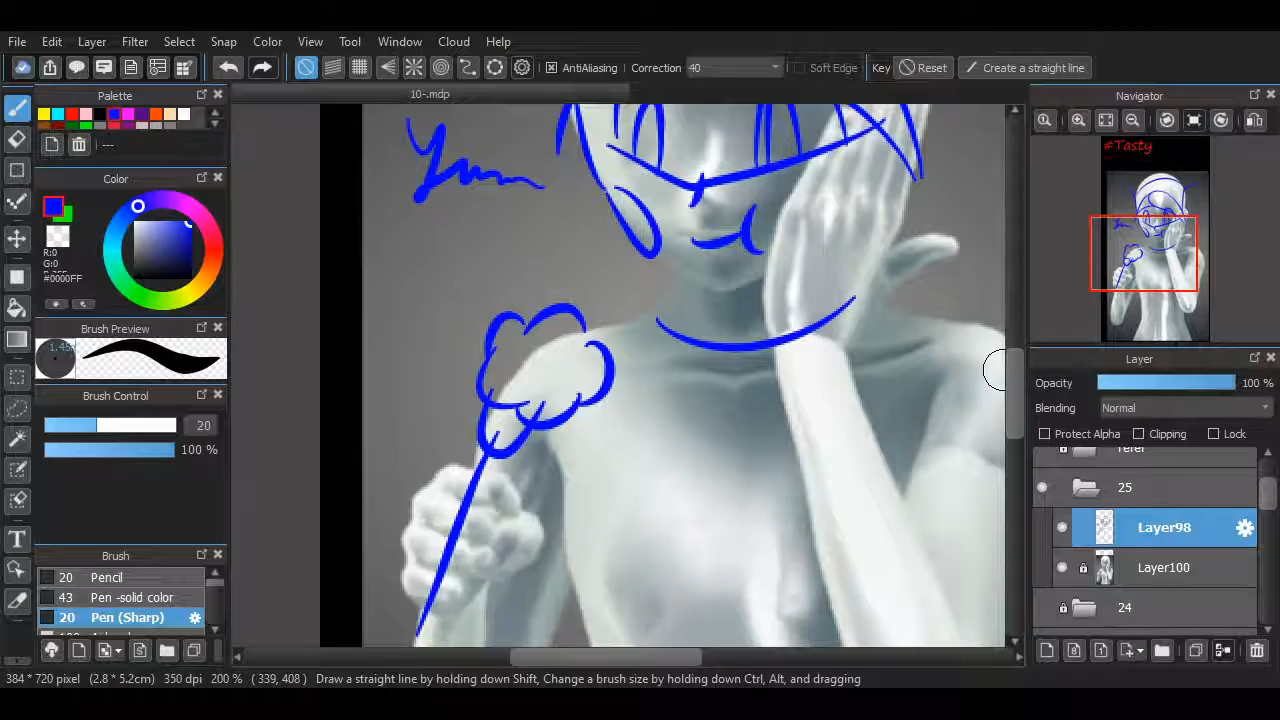 File Edit Layer Filter Select Snap Color View Tool Window Cloud Help
AntiAliasing Correction 40 Soft Edge Key Reset Create a straight line
Palette
10-.mdp
Navigator
---
#Tasty
Yum
Color
R:0
G:0
#0000FF
Brush Preview
1.45
Layer
Opacity 100 %
Brush Control
Blending Normal
20
Protect Alpha Clipping Lock
100 %
25
Layer98
Brush
Layer100
20 Pencil
43 Pen -solid color
24
20 Pen (Sharp)
384 * 720 pixel (2.8 * 5.2cm) 350 dpi 200 % ( 339, 408 ) Draw a straight line by holding down Shift, Change a brush size by holding down Ctrl, Alt, and dragging